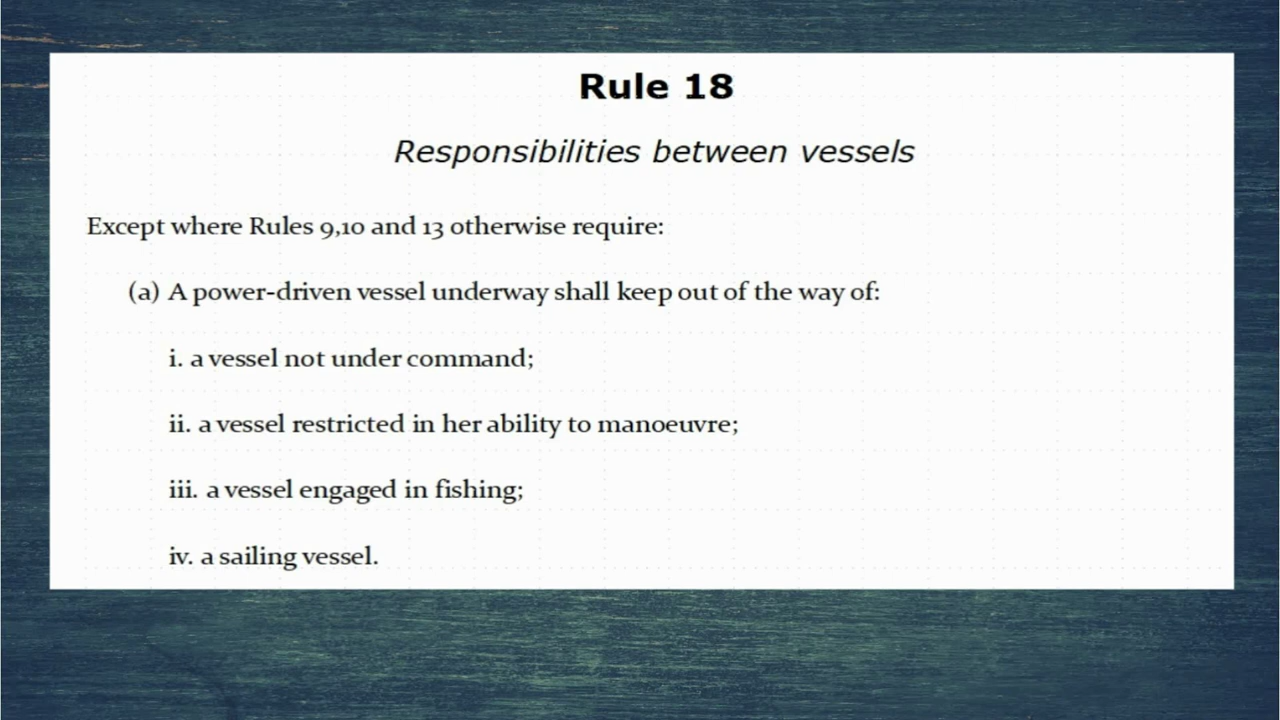 Rule 18
Responsibilities between vessels
Except where Rules 9,10 and 13 otherwise require:
(a) A power-driven vessel underway shall keep out of the way of:
i. a vessel not under command;
ii. a vessel restricted in her ability to manoeuvre;
iii. a vessel engaged in fishing;
iv. a sailing vessel.